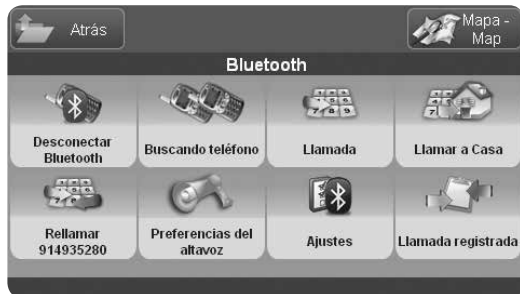 Atrás
Mapa -
Map
Bluetooth
Desconectar
Bluetooth
Buscando teléfono
Llamada
Llamar a Casa
Rellamar
914935280
Preferencias del
altavoz
Ajustes
Llamada registrada